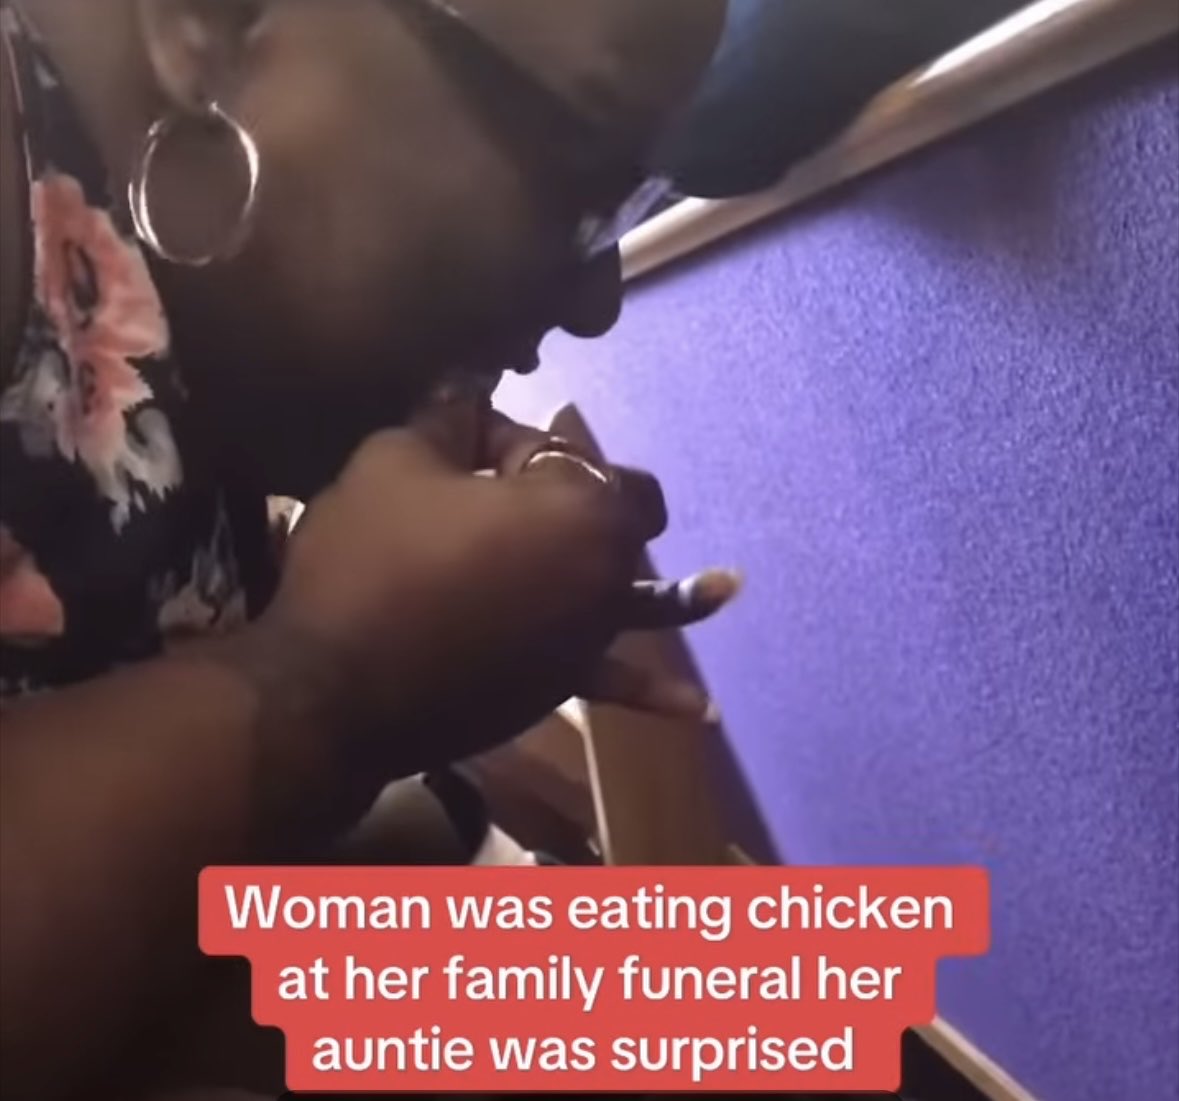 Woman was eating chicken
at her family funeral her
auntie was surprised